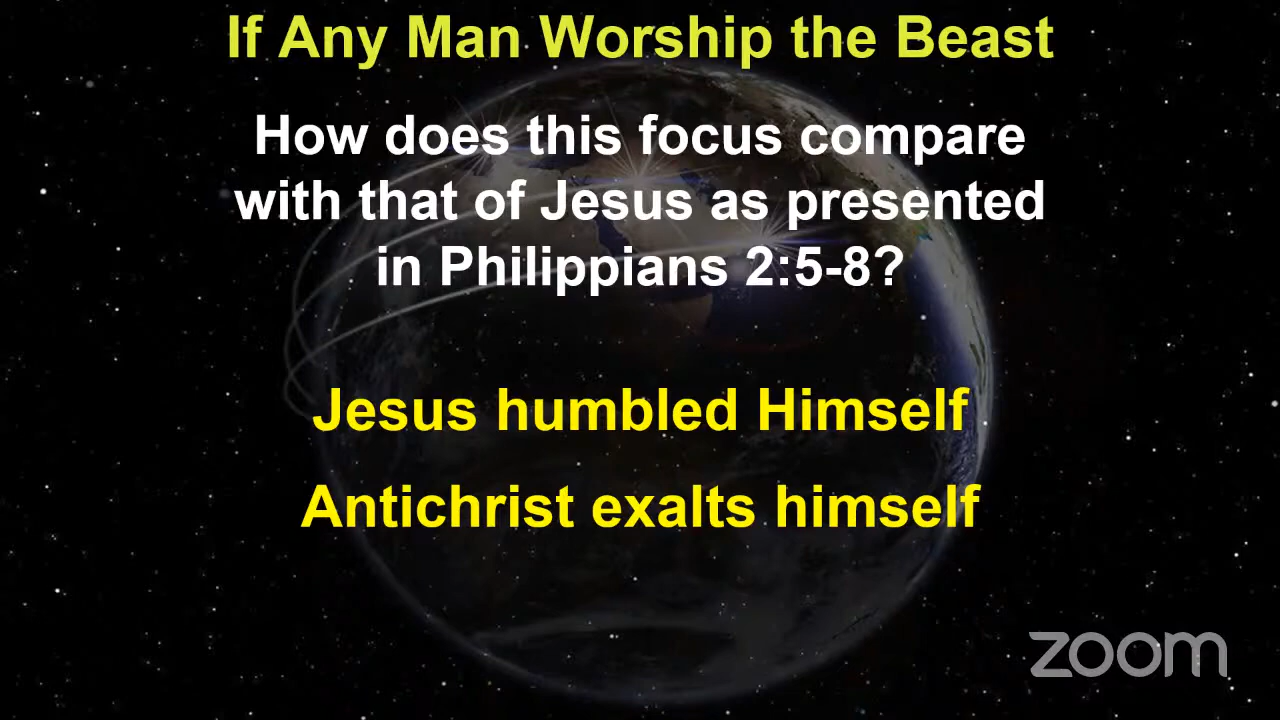 If Any Man Worship the Beast
How does this focus compare
with that of Jesus as presented
in Philippians 2:5-8?
Jesus humbled Himself
Antichrist exalts himself
zoom